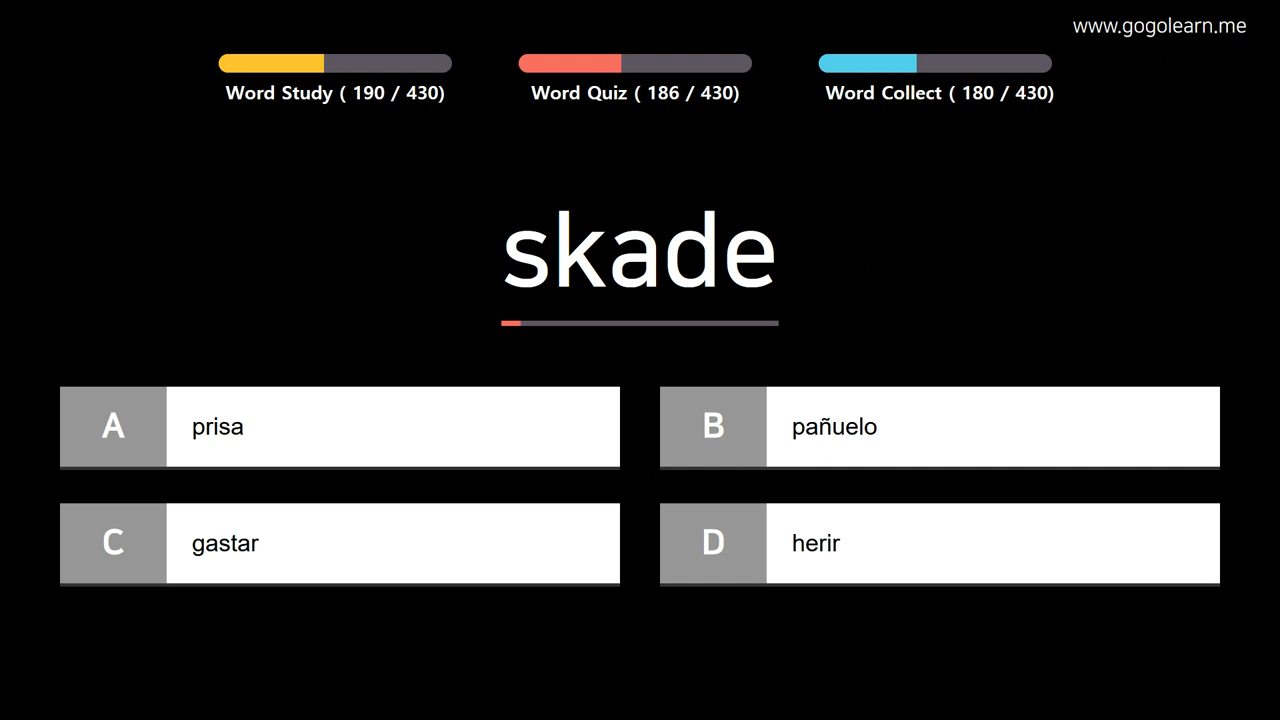 www.gogolearn.me
Word Study ( 190 / 430)
Word Quiz ( 186 / 430)
Word Collect ( 180 / 430)
skade
A prisa
B pañuelo
C gastar
D herir